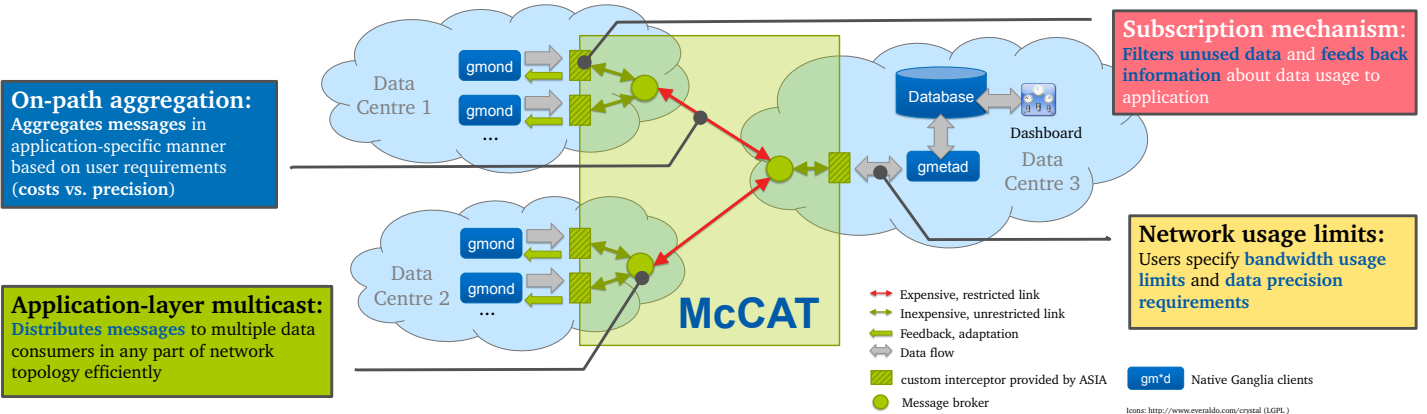 On-path aggregation:
Aggregates messages in
application-specific manner
based on user requirements
(costs vs. precision)
Application-layer multicast:
Distributes messages to multiple data
consumers in any part of network
topology efficiently
Data
Centre 1
gmond
gmond
...
Data
Centre 2
gmond
gmond
...
McCAT
Database
Dashboard
gmetad
Data
Centre 3
Subscription mechanism:
Filters unused data and feeds back
information about data usage to
application
Network usage limits:
Users specify bandwidth usage
limits and data precision
requirements
Expensive, restricted link
Inexpensive, unrestricted link
Feedback, adaptation
Data flow
custom interceptor provided by ASIA
Message broker
gm*d
Native Ganglia clients
Icons: http://www.everaldo.com/crystal (LGPL )